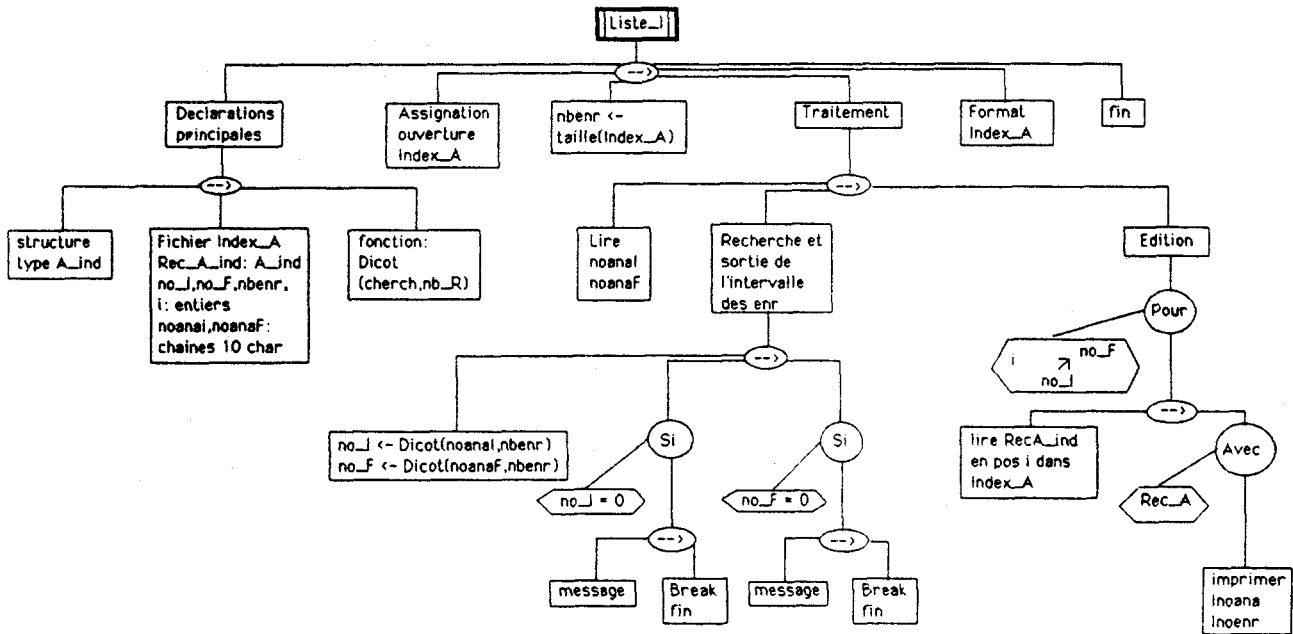 Liste_I
-->
Declarations
principales
Assignation
ouverture
Index_A
nbenr <-
taille(Index_A)
Traitement
Format
Index_A
fin
-->
-->
structure
type A_ind
Fichier Index_A
Rec_A_ind: A_ind
no_I,no_F,nbenr,
i: entiers
noanaI,noanaF:
chaines 10 char
fonction:
Dicot
(cherch,nb_R)
Lire
noanaI
noanaF
Recherche et
sortie de
l'intervalle
des enr
Edition
Pour
i
no_F
no_I
-->
-->
no_I <- Dicot(noanaI,nbenr)
no_F <- Dicot(noanaF,nbenr)
Si
Si
lire RecA_ind
en pos i dans
Index_A
Avec
no_I = 0
no_F = 0
Rec_A
-->
-->
message
Break
fin
message
Break
fin
imprimer
Inoana
Inoenr